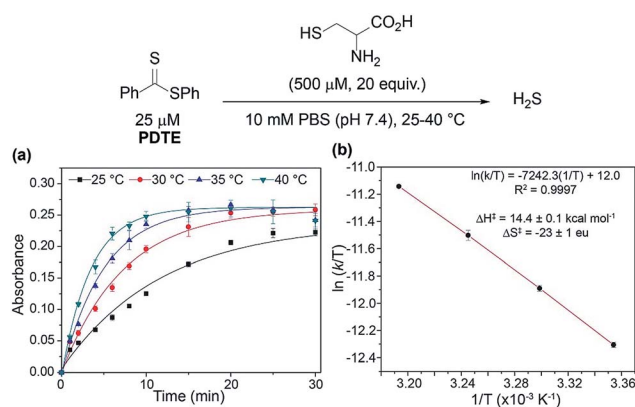 S
Ph
SPh
25 µM
PDTE
HS
CO₂H
NH₂
(500 µM, 20 equiv.)
10 mM PBS (pH 7.4), 25-40 °C
H₂S
(a)
25 °C 30 °C 35 °C 40 °C
0.30
0.25
0.20
0.15
0.10
0.05
0.00
0 5 10 15 20 25 30
Absorbance
Time (min)
(b)
ln(k/T) = -7242.3(1/T) + 12.0
R² = 0.9997
ΔH‡ = 14.4 ± 0.1 kcal mol⁻¹
ΔS‡ = -23 ± 1 eu
-11.0
-11.2
-11.4
-11.6
-11.8
-12.0
-12.2
-12.4
3.20 3.24 3.28 3.32 3.36
ln (k/T)
1/T (x10⁻³ K⁻¹)